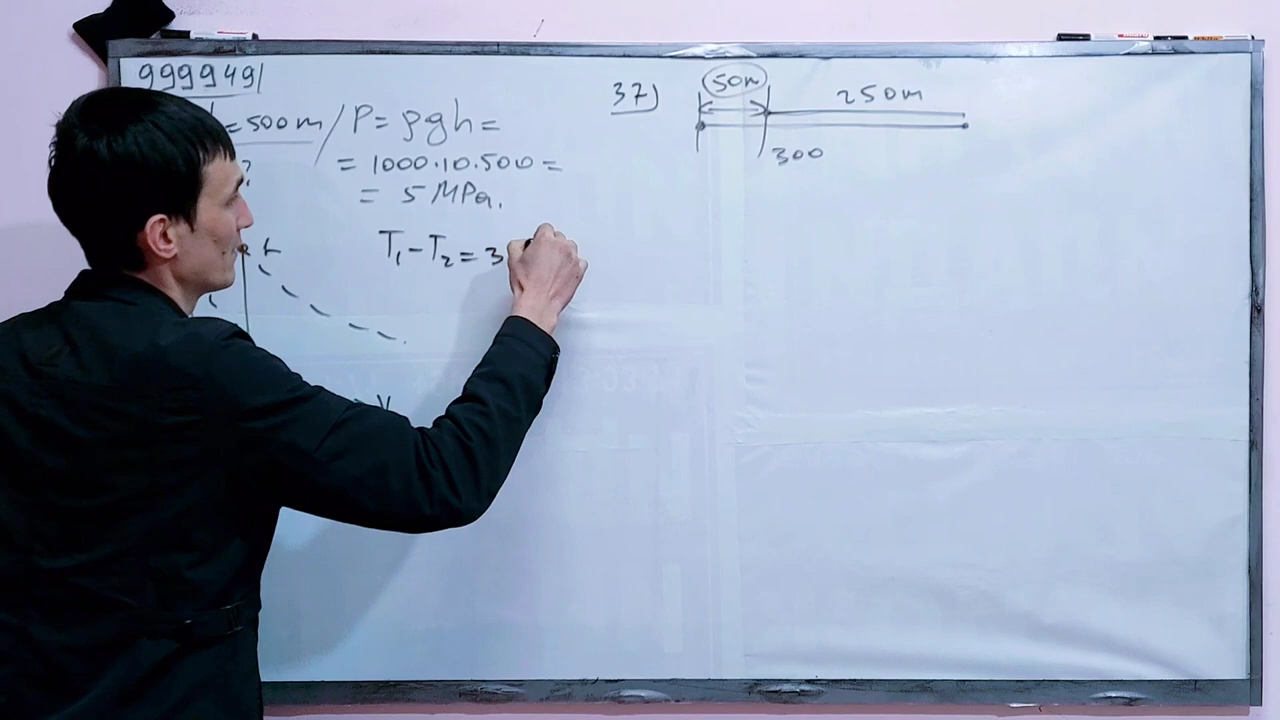 9999491
=500m / P = ρgh =
?
= 1000·10·500 =
= 5 MPa.
T₁-T₂ = 3
37)
50m
250m
300